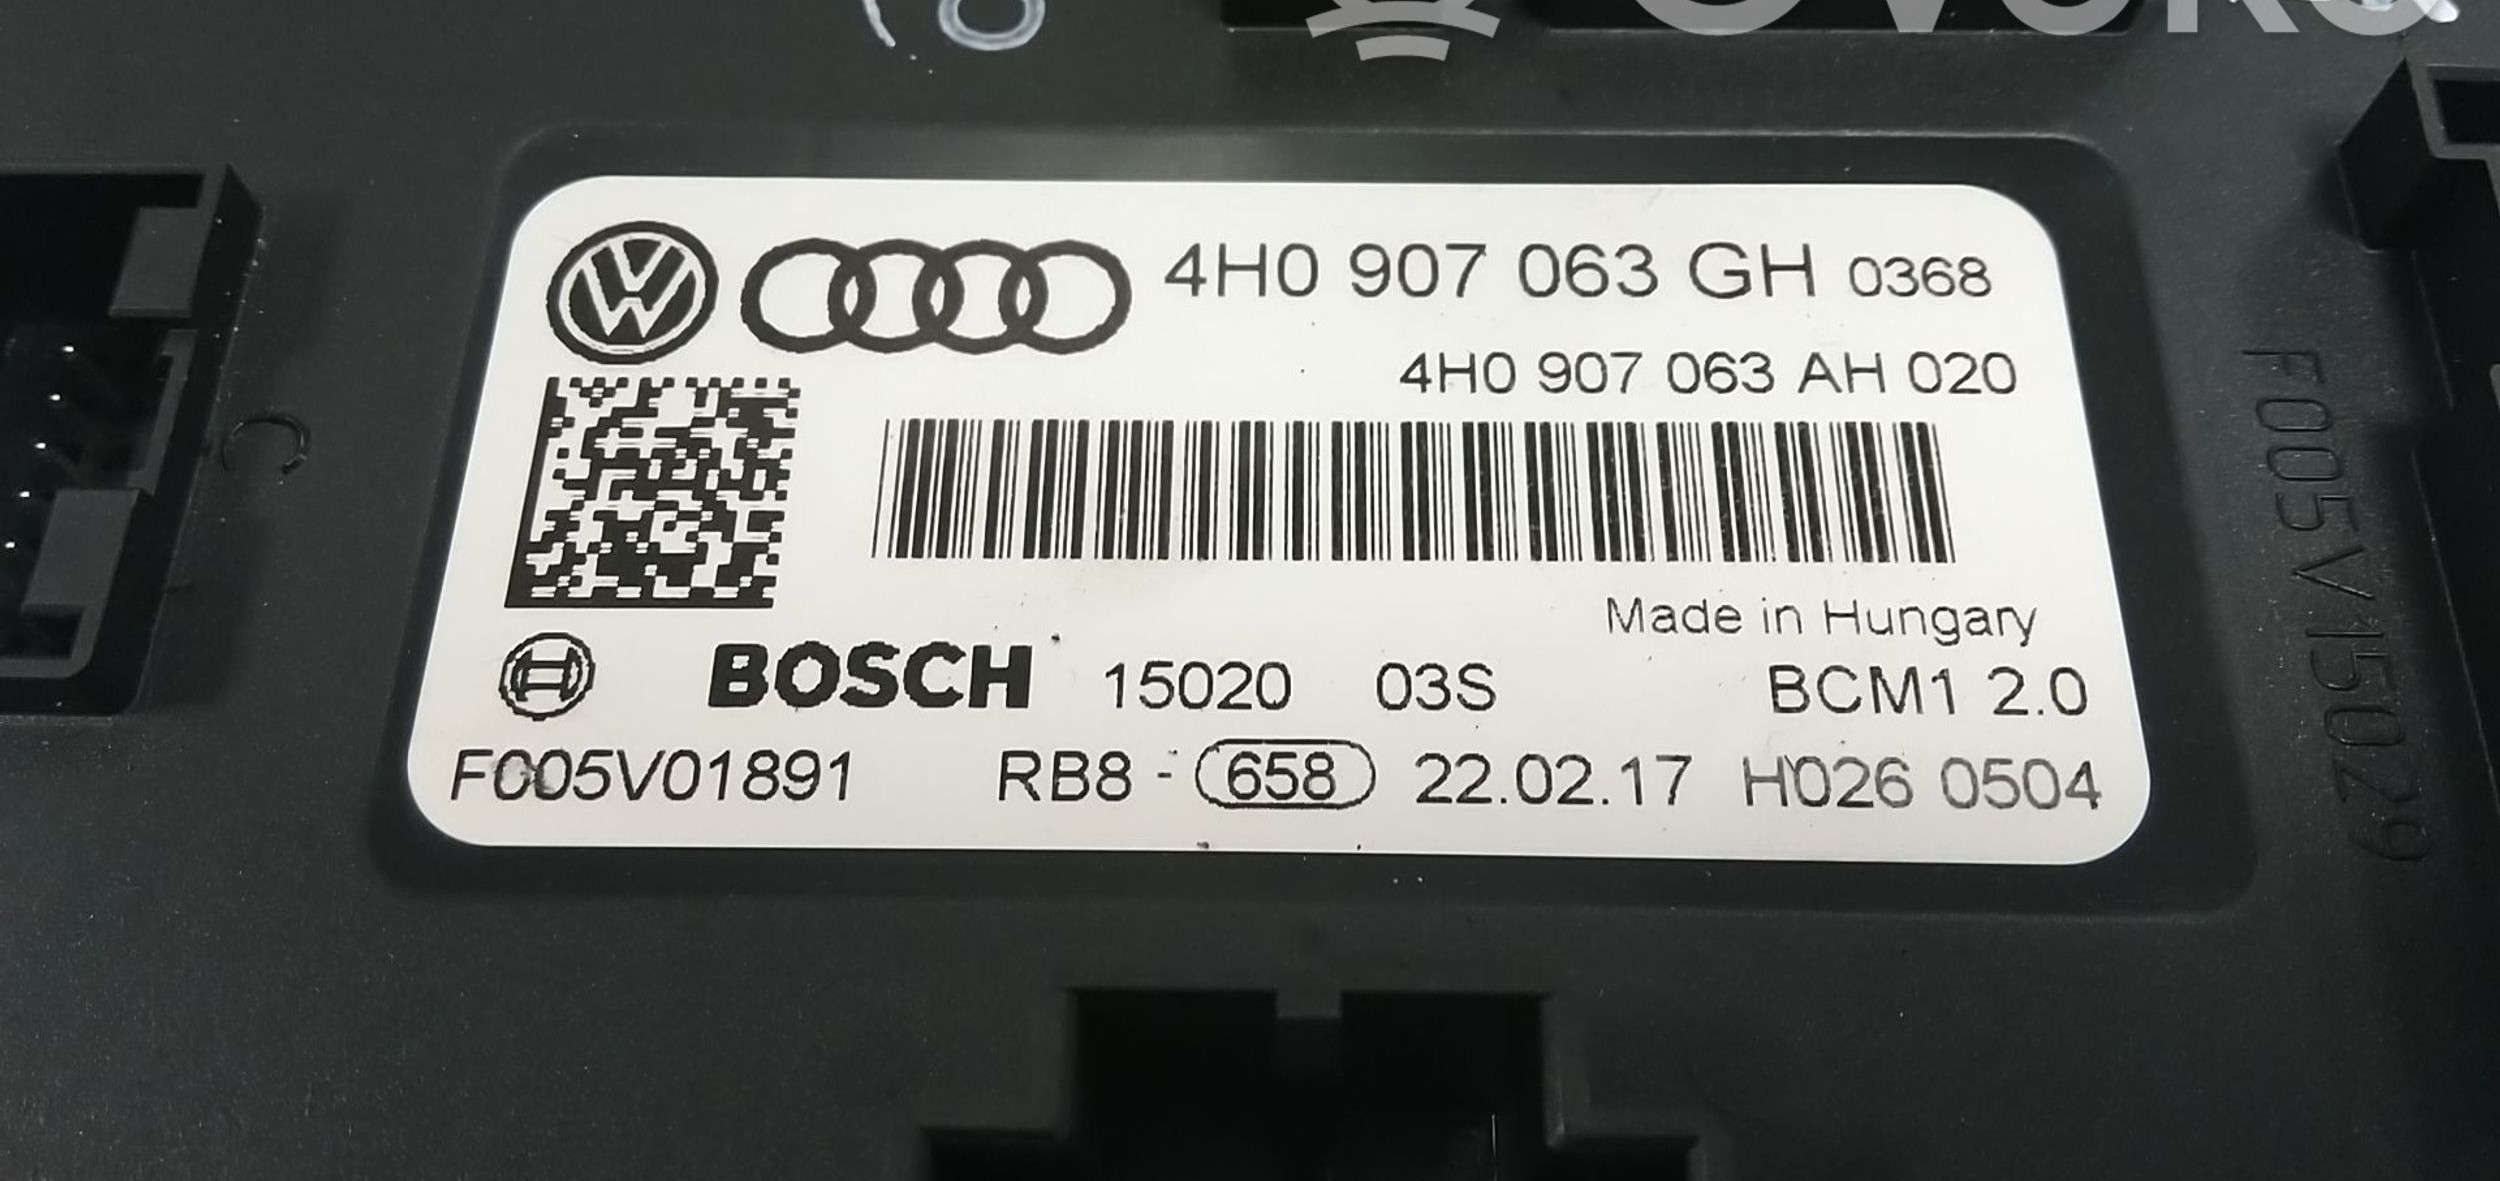 4H0 907 063 GH 0368
4H0 907 063 AH 020
Made in Hungary
BOSCH 15020 03S BCM1 2.0
F005V01891 RB8 - 658 22.02.17 H026 0504
C
F005V15029